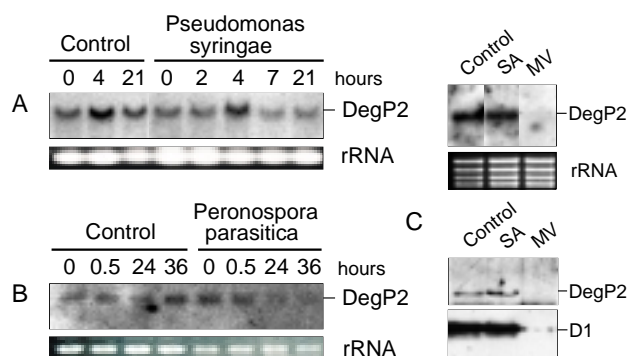 Control Pseudomonas syringae
0 4 21 0 2 4 7 21 hours
A DegP2
rRNA
Control Peronospora parasitica
0 0.5 24 36 0 0.5 24 36 hours
B DegP2
rRNA
Control SA MV
DegP2
rRNA
C
Control SA MV
DegP2
D1